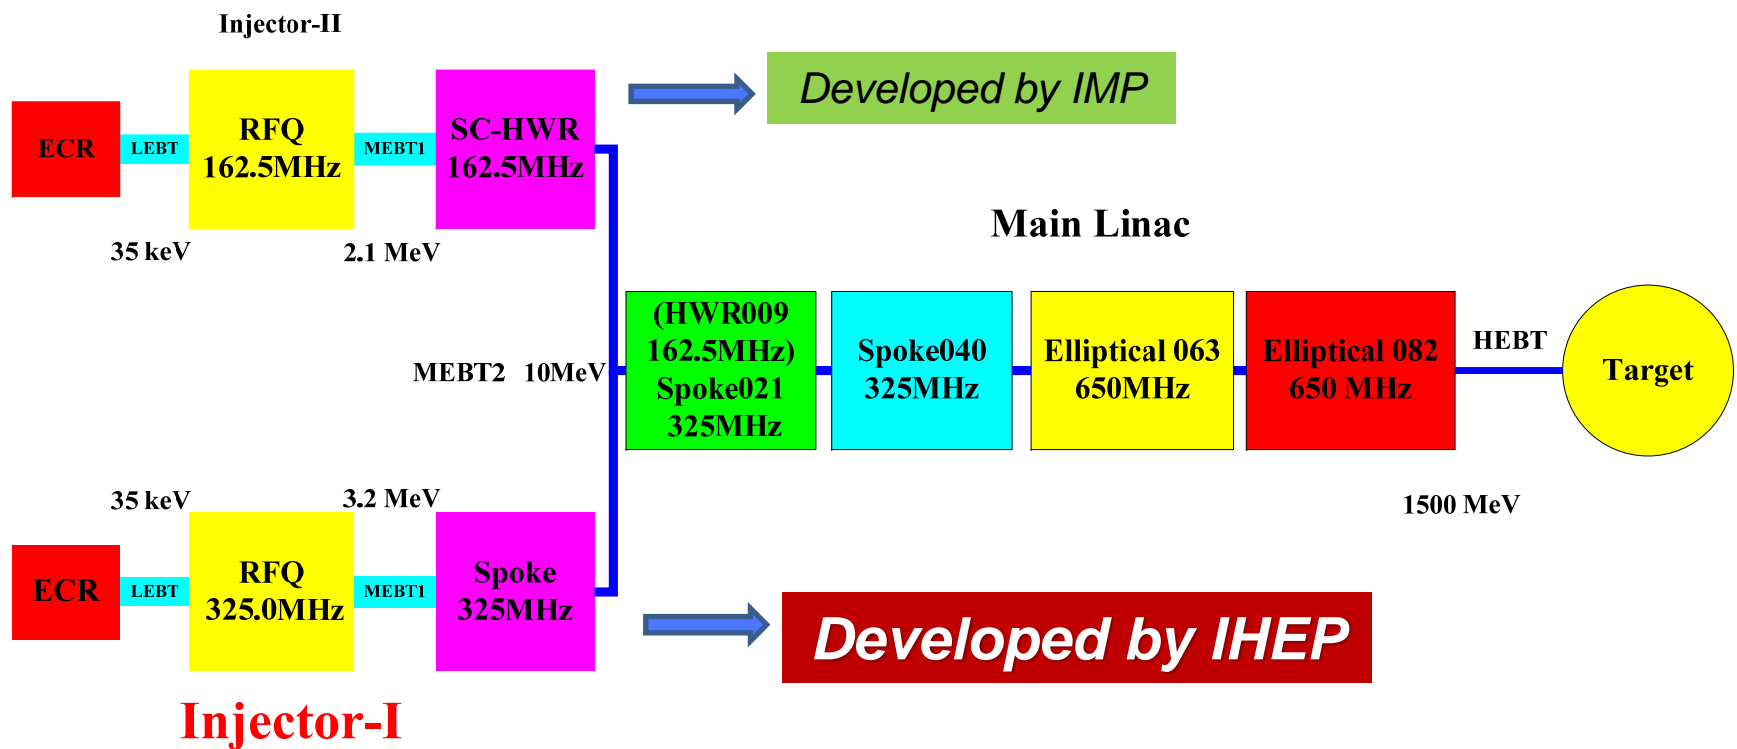 Injector-II
Developed by IMP
ECR
LEBT
RFQ
162.5MHz
MEBT1
SC-HWR
162.5MHz
35 keV
2.1 MeV
Main Linac
MEBT2 10MeV
(HWR009
162.5MHz)
Spoke021
325MHz
Spoke040
325MHz
Elliptical 063
650MHz
Elliptical 082
650 MHz
HEBT
Target
1500 MeV
35 keV
3.2 MeV
ECR
LEBT
RFQ
325.0MHz
MEBT1
Spoke
325MHz
Developed by IHEP
Injector-I